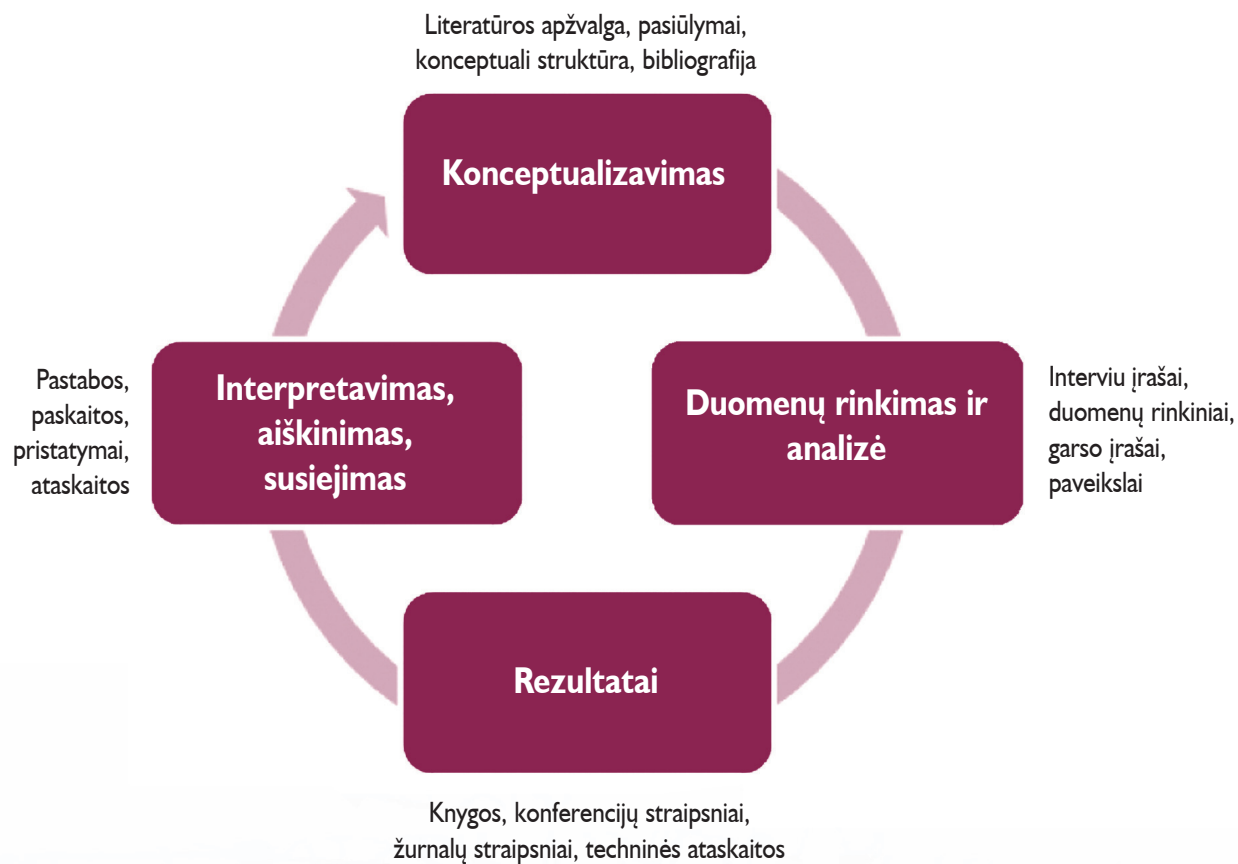 Literatūros apžvalga, pasiūlymai,
konceptuali struktūra, bibliografija
Konceptualizavimas
Pastabos,
paskaitos,
pristatymai,
ataskaitos
Interpretavimas,
aiškinimas,
susiejimas
Duomenų rinkimas ir
analizė
Interviu įrašai,
duomenų rinkiniai,
garso įrašai,
paveikslai
Rezultatai
Knygos, konferencijų straipsniai,
žurnalų straipsniai, techninės ataskaitos